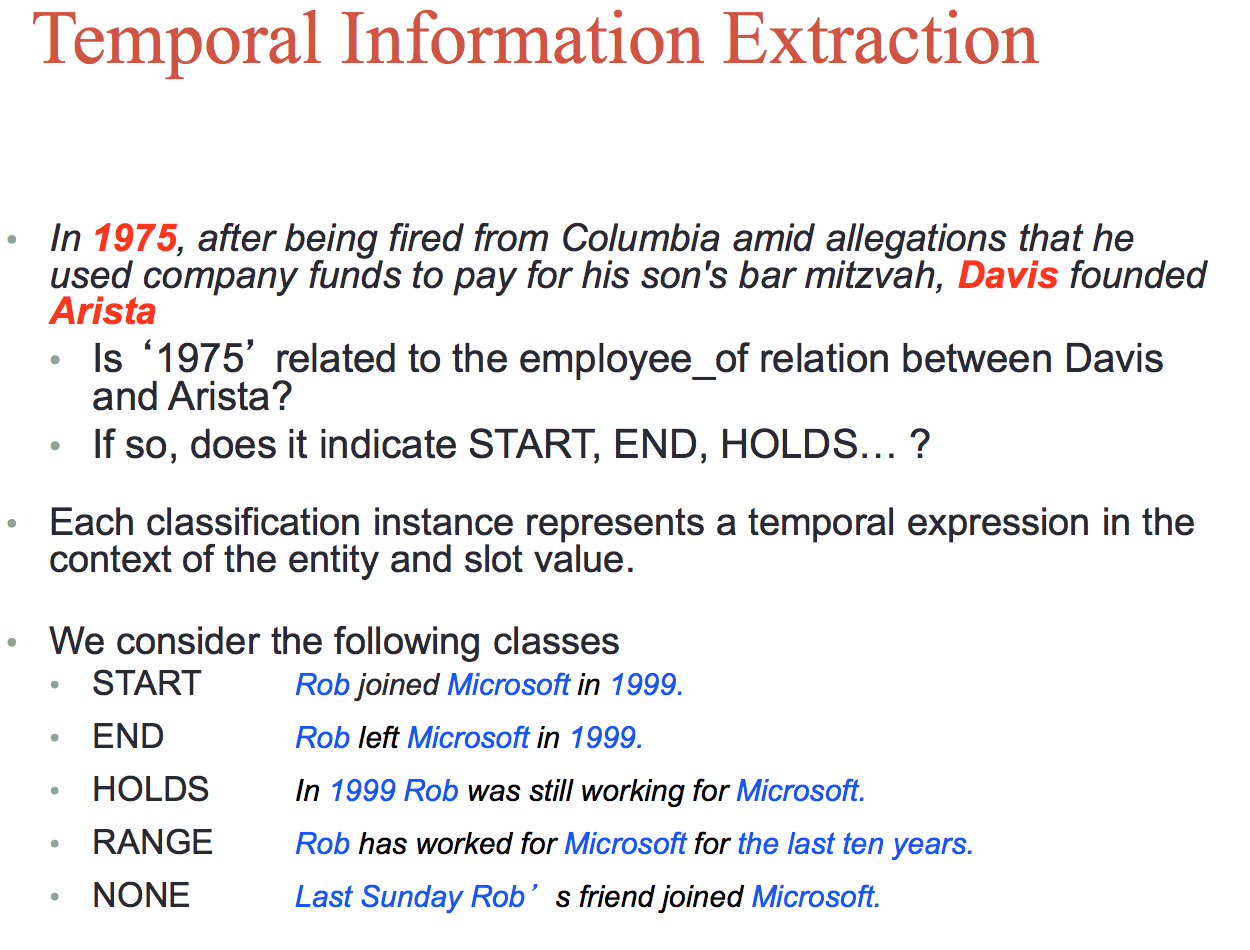 Temporal Information Extraction
• In 1975, after being fired from Columbia amid allegations that he
used company funds to pay for his son's bar mitzvah, Davis founded
Arista
• Is ‘1975’ related to the employee_of relation between Davis
and Arista?
• If so, does it indicate START, END, HOLDS… ?
• Each classification instance represents a temporal expression in the
context of the entity and slot value.
• We consider the following classes
• START Rob joined Microsoft in 1999.
• END Rob left Microsoft in 1999.
• HOLDS In 1999 Rob was still working for Microsoft.
• RANGE Rob has worked for Microsoft for the last ten years.
• NONE Last Sunday Rob’ s friend joined Microsoft.